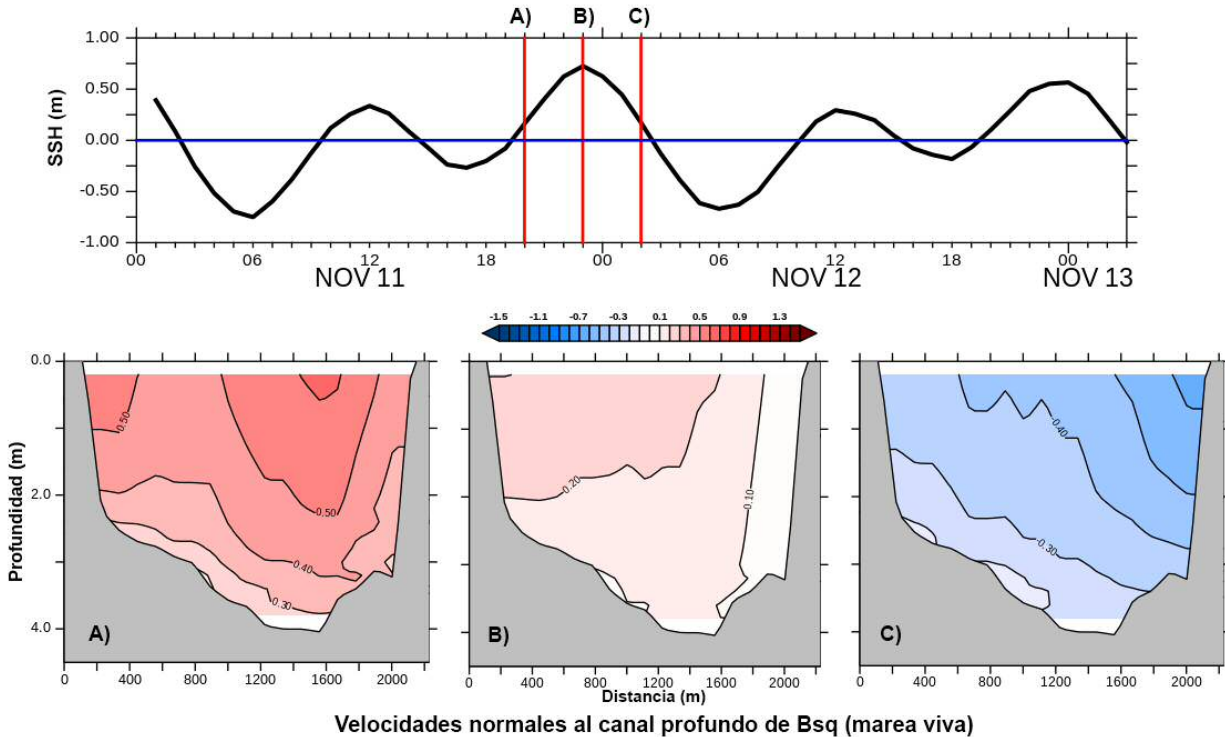 A) B) C)
1.00
0.50
0.00
-0.50
-1.00
SSH (m)
00 06 12 18 00 06 12 18 00
NOV 11 NOV 12 NOV 13
-1.5 -1.1 -0.7 -0.3 0.1 0.5 0.9 1.3
0.0
2.0
4.0
Profundidad (m)
0.50
0.50
0.40
0.30
A)
0.20
0.10
B)
-0.40
-0.30
C)
0 400 800 1200 1600 2000
0 400 800 1200 1600 2000
0 400 800 1200 1600 2000
Distancia (m)
Velocidades normales al canal profundo de Bsq (marea viva)